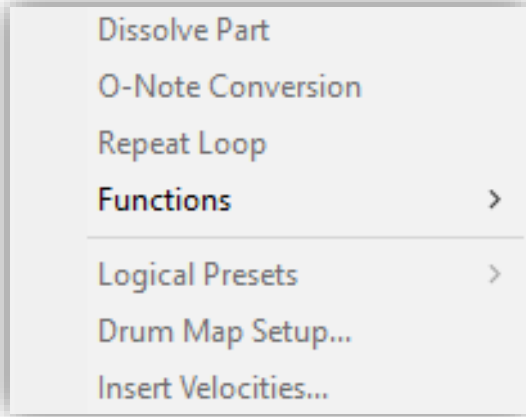 Dissolve Part
O-Note Conversion
Repeat Loop
Functions
Logical Presets
Drum Map Setup...
Insert Velocities...